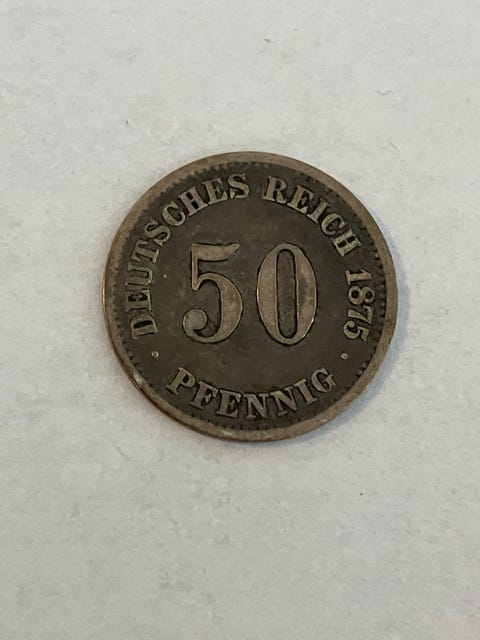 DEUTSCHES REICH 1875
50
PFENNIG